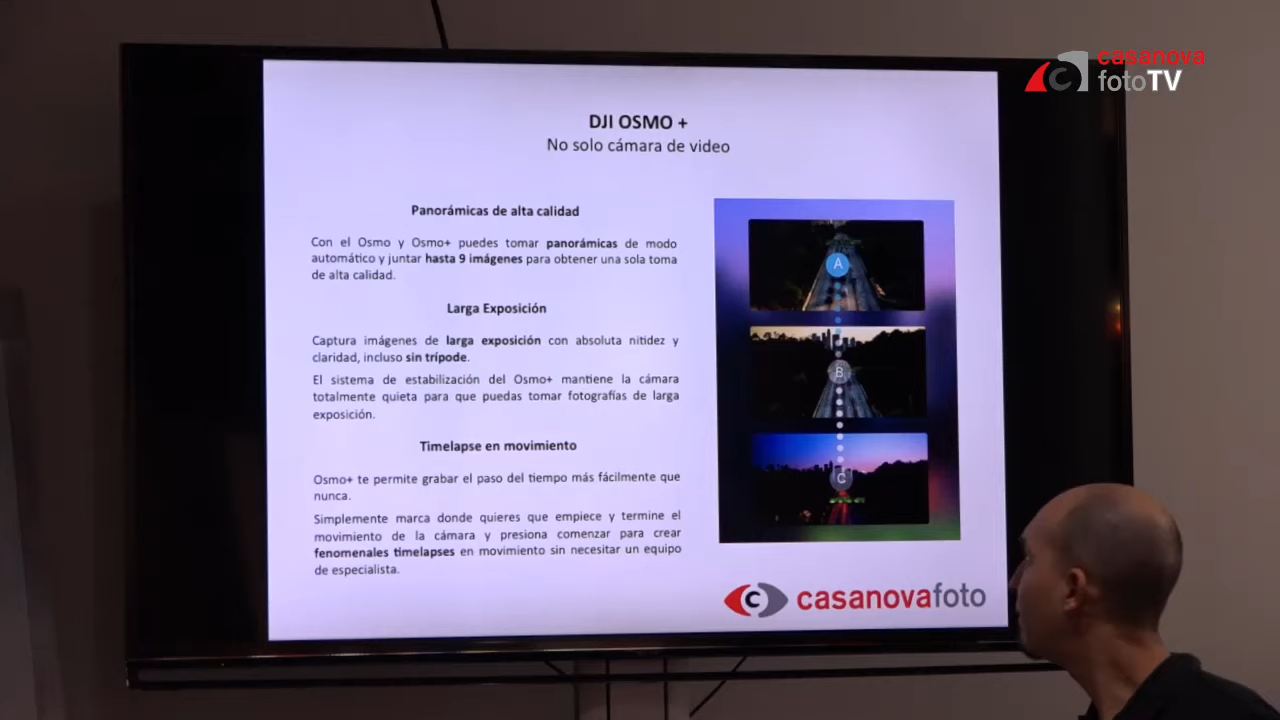 casanova
fotoTV
DJI OSMO +
No solo cámara de video
Panorámicas de alta calidad
Con el Osmo y Osmo+ puedes tomar panorámicas de modo
automático y juntar hasta 9 imágenes para obtener una sola toma
de alta calidad.
Larga Exposición
Captura imágenes de larga exposición con absoluta nitidez y
claridad, incluso sin trípode.
El sistema de estabilización del Osmo+ mantiene la cámara
totalmente quieta para que puedas tomar fotografías de larga
exposición.
Timelapse en movimiento
Osmo+ te permite grabar el paso del tiempo más fácilmente que
nunca.
Simplemente marca donde quieres que empiece y termine el
movimiento de la cámara y presiona comenzar para crear
fenomenales timelapses en movimiento sin necesitar un equipo
de especialista.
A
B
C
casanovafoto